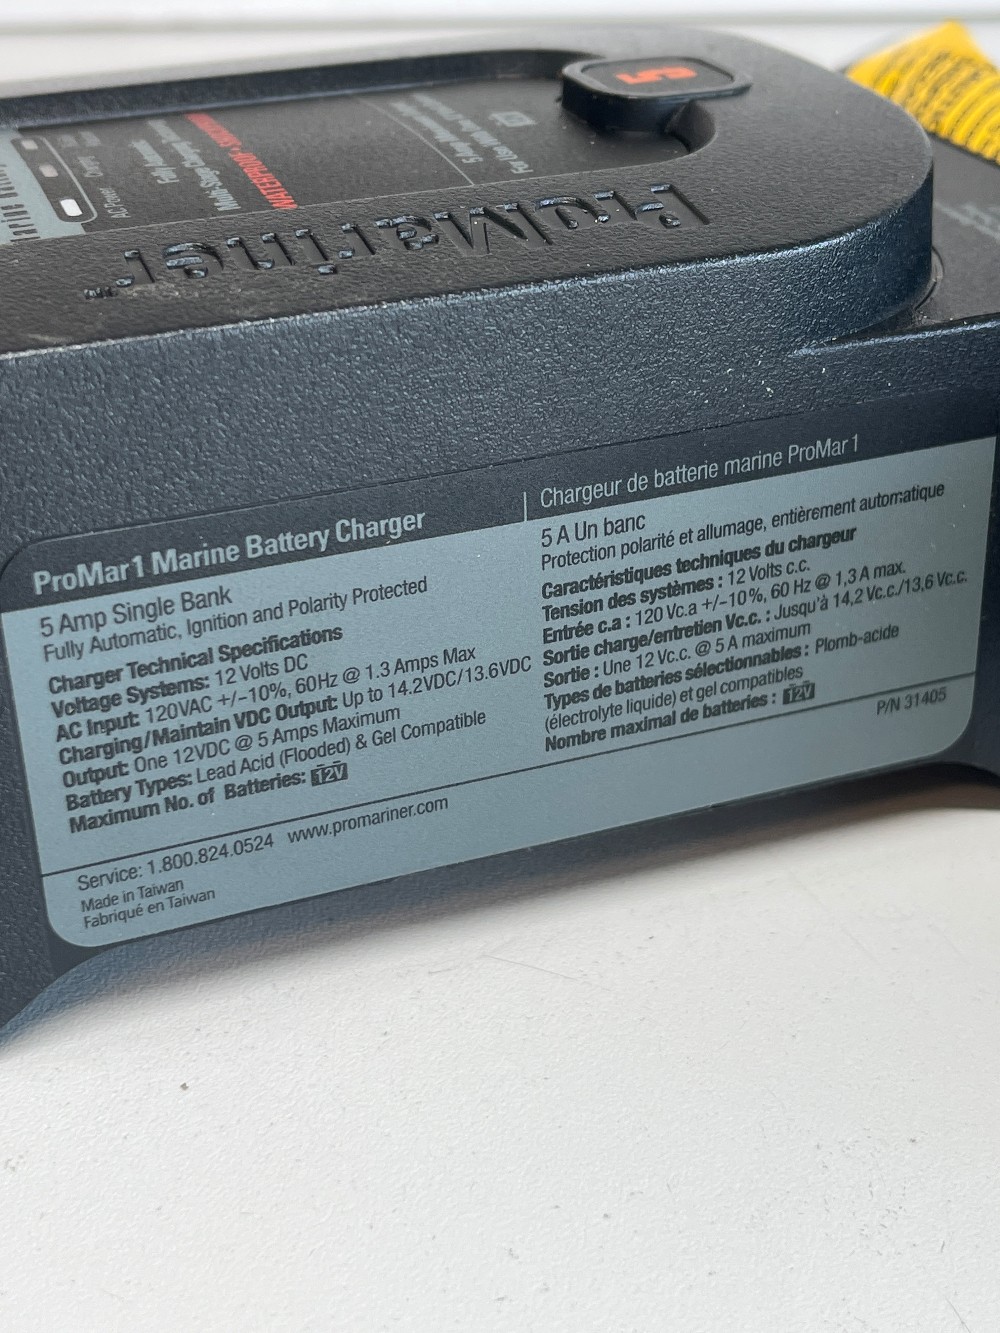 5
ProMariner™
WATERPROOF
ProMar 1 Marine Battery Charger
5 Amp Single Bank
Fully Automatic, Ignition and Polarity Protected
Charger Technical Specifications
Voltage Systems: 12 Volts DC
AC Input: 120VAC +/-10%, 60Hz @ 1.3 Amps Max
Charging/Maintain VDC Output: Up to 14.2VDC/13.6VDC
Output: One 12VDC @ 5 Amps Maximum
Battery Types: Lead Acid (Flooded) & Gel Compatible
Maximum No. of Batteries: 12V
Chargeur de batterie marine ProMar 1
5 A Un banc
Protection polarité et allumage, entièrement automatique
Caractéristiques techniques du chargeur
Tension des systèmes : 12 Volts c.c.
Entrée c.a : 120 Vc.a +/-10%, 60 Hz @ 1,3 A max.
Sortie charge/entretien Vc.c. : Jusqu'à 14,2 Vc.c./13,6 Vc.c.
Sortie : Une 12 Vc.c. @ 5 A maximum
Types de batteries sélectionnables : Plomb-acide
(électrolyte liquide) et gel compatibles
Nombre maximal de batteries : 12V
P/N 31405
Service: 1.800.824.0524 www.promariner.com
Made in Taiwan
Fabriqué en Taiwan